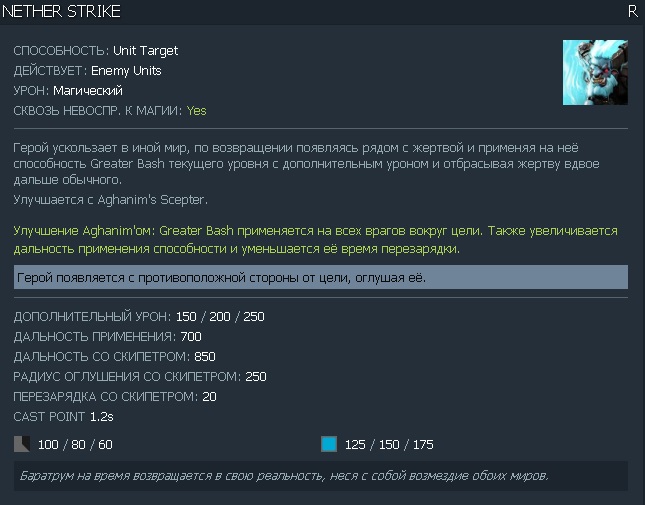 NETHER STRIKE R
СПОСОБНОСТЬ: Unit Target
ДЕЙСТВУЕТ: Enemy Units
УРОН: Магический
СКВОЗЬ НЕВОСПР. К МАГИИ: Yes
Герой ускользает в иной мир, по возвращении появляясь рядом с жертвой и применяя на неё
способность Greater Bash текущего уровня с дополнительным уроном и отбрасывая жертву вдвое
дальше обычного.
Улучшается с Aghanim's Scepter.
Улучшение Aghanim'ом: Greater Bash применяется на всех врагов вокруг цели. Также увеличивается
дальность применения способности и уменьшается её время перезарядки.
Герой появляется с противоположной стороны от цели, оглушая её.
ДОПОЛНИТЕЛЬНЫЙ УРОН: 150 / 200 / 250
ДАЛЬНОСТЬ ПРИМЕНЕНИЯ: 700
ДАЛЬНОСТЬ СО СКИПЕТРОМ: 850
РАДИУС ОГЛУШЕНИЯ СО СКИПЕТРОМ: 250
ПЕРЕЗАРЯДКА СО СКИПЕТРОМ: 20
CAST POINT 1.2s
100 / 80 / 60 125 / 150 / 175
Баратрум на время возвращается в свою реальность, неся с собой возмездие обоих миров.